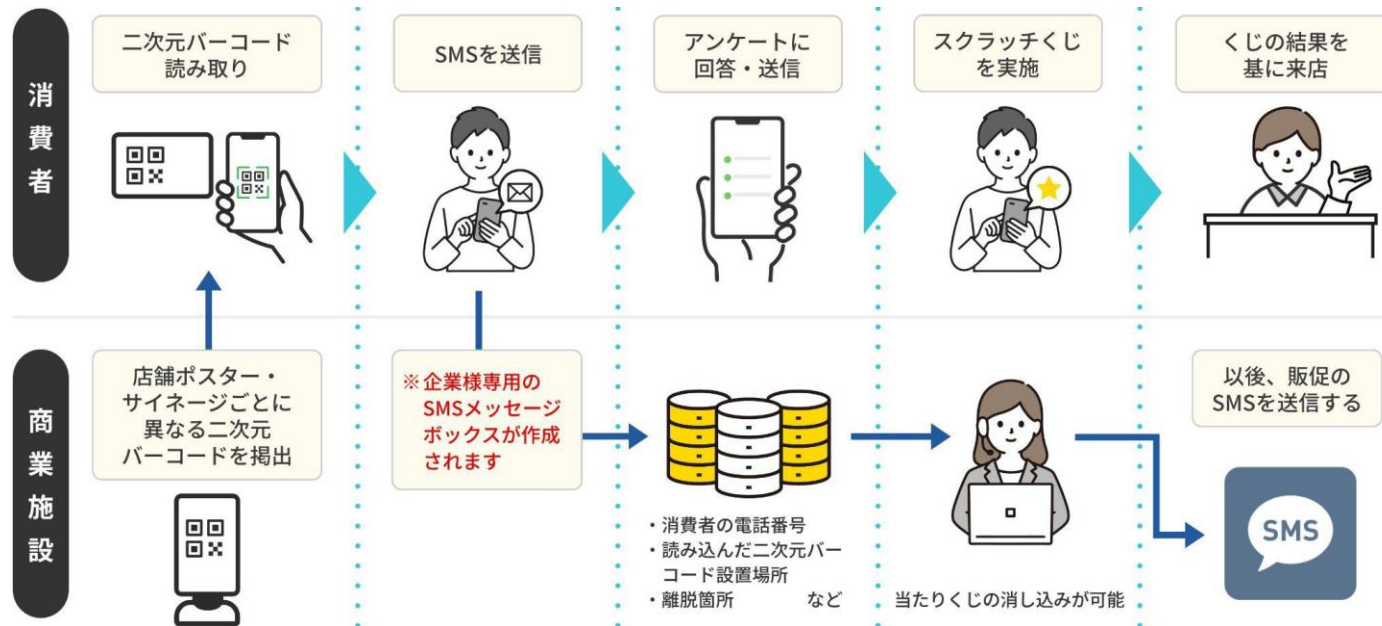 消費者
二次元バーコード
読み取り
SMSを送信
アンケートに
回答・送信
スクラッチくじ
を実施
くじの結果を
基に来店
商業施設
店舗ポスター・
サイネージごとに
異なる二次元
バーコードを掲出
※企業様専用の
SMSメッセージ
ボックスが作成
されます
・消費者の電話番号
・読み込んだ二次元バー
コード設置場所
・離脱箇所 など
当たりくじの消し込みが可能
以後、販促の
SMSを送信する
SMS